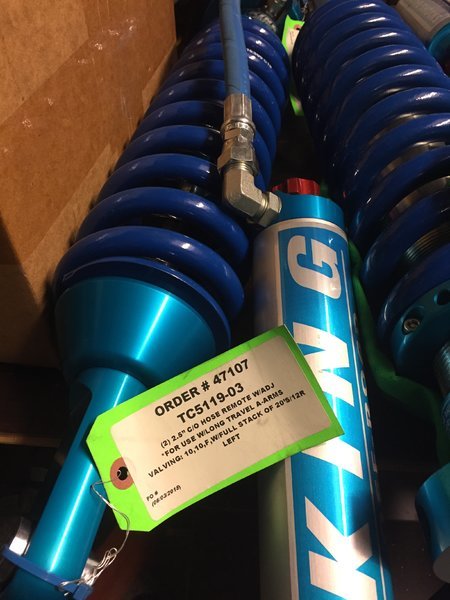 ORDER # 47107
TC5119-03
(2) 2.5" C/O HOSE REMOTE W/ADJ
*FOR USE W/LONG TRAVEL A-ARMS
VALVING: 10,10,F,W/FULL STACK OF 20'S/12R
LEFT
PO #
KING